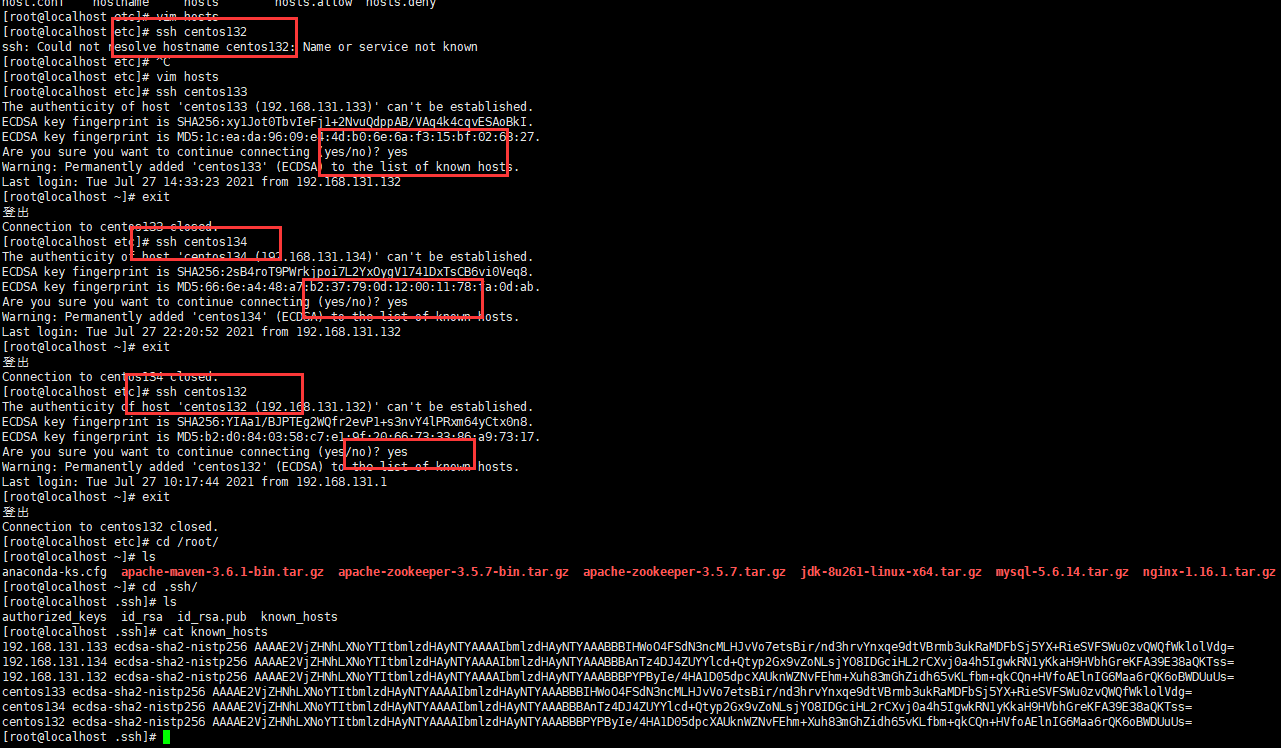 host.conf    hostname     hosts        hosts.allow  hosts.deny
[root@localhost etc]# vim hosts
[root@localhost etc]# ssh centos132
ssh: Could not resolve hostname centos132: Name or service not known
[root@localhost etc]# ^C
[root@localhost etc]# vim hosts
[root@localhost etc]# ssh centos133
The authenticity of host 'centos133 (192.168.131.133)' can't be established.
ECDSA key fingerprint is SHA256:xylJot0TbvIeFj1+2NvuQdppAB/VAq4k4cqvESAoBkI.
ECDSA key fingerprint is MD5:1c:ea:da:96:09:e4:4d:b0:6e:6a:f3:15:bf:02:63:27.
Are you sure you want to continue connecting (yes/no)? yes
Warning: Permanently added 'centos133' (ECDSA) to the list of known hosts.
Last login: Tue Jul 27 14:33:23 2021 from 192.168.131.132
[root@localhost ~]# exit
登出
Connection to centos133 closed.
[root@localhost etc]# ssh centos134
The authenticity of host 'centos134 (192.168.131.134)' can't be established.
ECDSA key fingerprint is SHA256:2sB4roT9PWrkjpoi7L2YxOygV1741DxTsCB6vi0Veq8.
ECDSA key fingerprint is MD5:66:6e:a4:48:a7:b2:37:79:0d:12:00:11:78:fa:0d:ab.
Are you sure you want to continue connecting (yes/no)? yes
Warning: Permanently added 'centos134' (ECDSA) to the list of known hosts.
Last login: Tue Jul 27 22:20:52 2021 from 192.168.131.132
[root@localhost ~]# exit
登出
Connection to centos134 closed.
[root@localhost etc]# ssh centos132
The authenticity of host 'centos132 (192.168.131.132)' can't be established.
ECDSA key fingerprint is SHA256:YIAa1/BJPTEg2WQfr2evP1+s3nvY4lPRxm64yCtx0n8.
ECDSA key fingerprint is MD5:b2:d0:84:03:58:c7:e1:9f:20:66:73:33:86:a9:73:17.
Are you sure you want to continue connecting (yes/no)? yes
Warning: Permanently added 'centos132' (ECDSA) to the list of known hosts.
Last login: Tue Jul 27 10:17:44 2021 from 192.168.131.1
[root@localhost ~]# exit
登出
Connection to centos132 closed.
[root@localhost etc]# cd /root/
[root@localhost ~]# ls
anaconda-ks.cfg  apache-maven-3.6.1-bin.tar.gz  apache-zookeeper-3.5.7-bin.tar.gz  apache-zookeeper-3.5.7.tar.gz  jdk-8u261-linux-x64.tar.gz  mysql-5.6.14.tar.gz  nginx-1.16.1.tar.gz
[root@localhost ~]# cd .ssh/
[root@localhost .ssh]# ls
authorized_keys  id_rsa  id_rsa.pub  known_hosts
[root@localhost .ssh]# cat known_hosts
192.168.131.133 ecdsa-sha2-nistp256 AAAAE2VjZHNhLXNoYTItbmlzdHAyNTYAAAAIbmlzdHAyNTYAAABBBIHWoO4FSdN3ncMLHJvVo7etsBir/nd3hrvYnxqe9dtVBrmb3ukRaMDFbSj5YX+RieSVFSWu0zvQWQfWklolVdg=
192.168.131.134 ecdsa-sha2-nistp256 AAAAE2VjZHNhLXNoYTItbmlzdHAyNTYAAAAIbmlzdHAyNTYAAABBBAnTz4DJ4ZUYYlcd+Qtyp2Gx9vZoNLsjYO8IDGciHL2rCXvj0a4h5IgwkRN1yKkaH9HVbhGreKFA39E38aQKTss=
192.168.131.132 ecdsa-sha2-nistp256 AAAAE2VjZHNhLXNoYTItbmlzdHAyNTYAAAAIbmlzdHAyNTYAAABBBPYPByIe/4HA1D05dpcXAUknWZNvFEhm+Xuh83mGhZidh65vKLfbm+qkCQn+HVfoAElnIG6Maa6rQK6oBWDUuUs=
centos133 ecdsa-sha2-nistp256 AAAAE2VjZHNhLXNoYTItbmlzdHAyNTYAAAAIbmlzdHAyNTYAAABBBIHWoO4FSdN3ncMLHJvVo7etsBir/nd3hrvYnxqe9dtVBrmb3ukRaMDFbSj5YX+RieSVFSWu0zvQWQfWklolVdg=
centos134 ecdsa-sha2-nistp256 AAAAE2VjZHNhLXNoYTItbmlzdHAyNTYAAAAIbmlzdHAyNTYAAABBBAnTz4DJ4ZUYYlcd+Qtyp2Gx9vZoNLsjYO8IDGciHL2rCXvj0a4h5IgwkRN1yKkaH9HVbhGreKFA39E38aQKTss=
centos132 ecdsa-sha2-nistp256 AAAAE2VjZHNhLXNoYTItbmlzdHAyNTYAAAAIbmlzdHAyNTYAAABBBPYPByIe/4HA1D05dpcXAUknWZNvFEhm+Xuh83mGhZidh65vKLfbm+qkCQn+HVfoAElnIG6Maa6rQK6oBWDUuUs=
[root@localhost .ssh]#